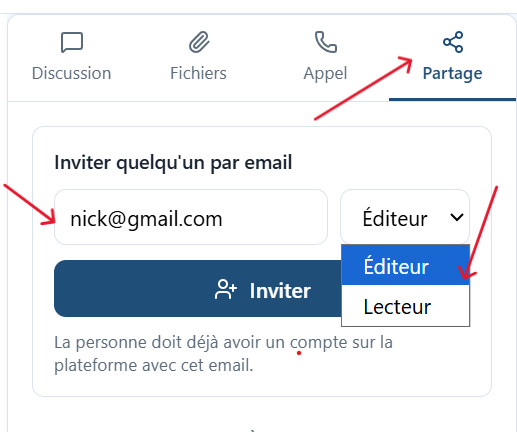 Discussion
Fichiers
Appel
Partage
Inviter quelqu'un par email
nick@gmail.com
Éditeur
Éditeur
Lecteur
Inviter
La personne doit déjà avoir un compte sur la
plateforme avec cet email.